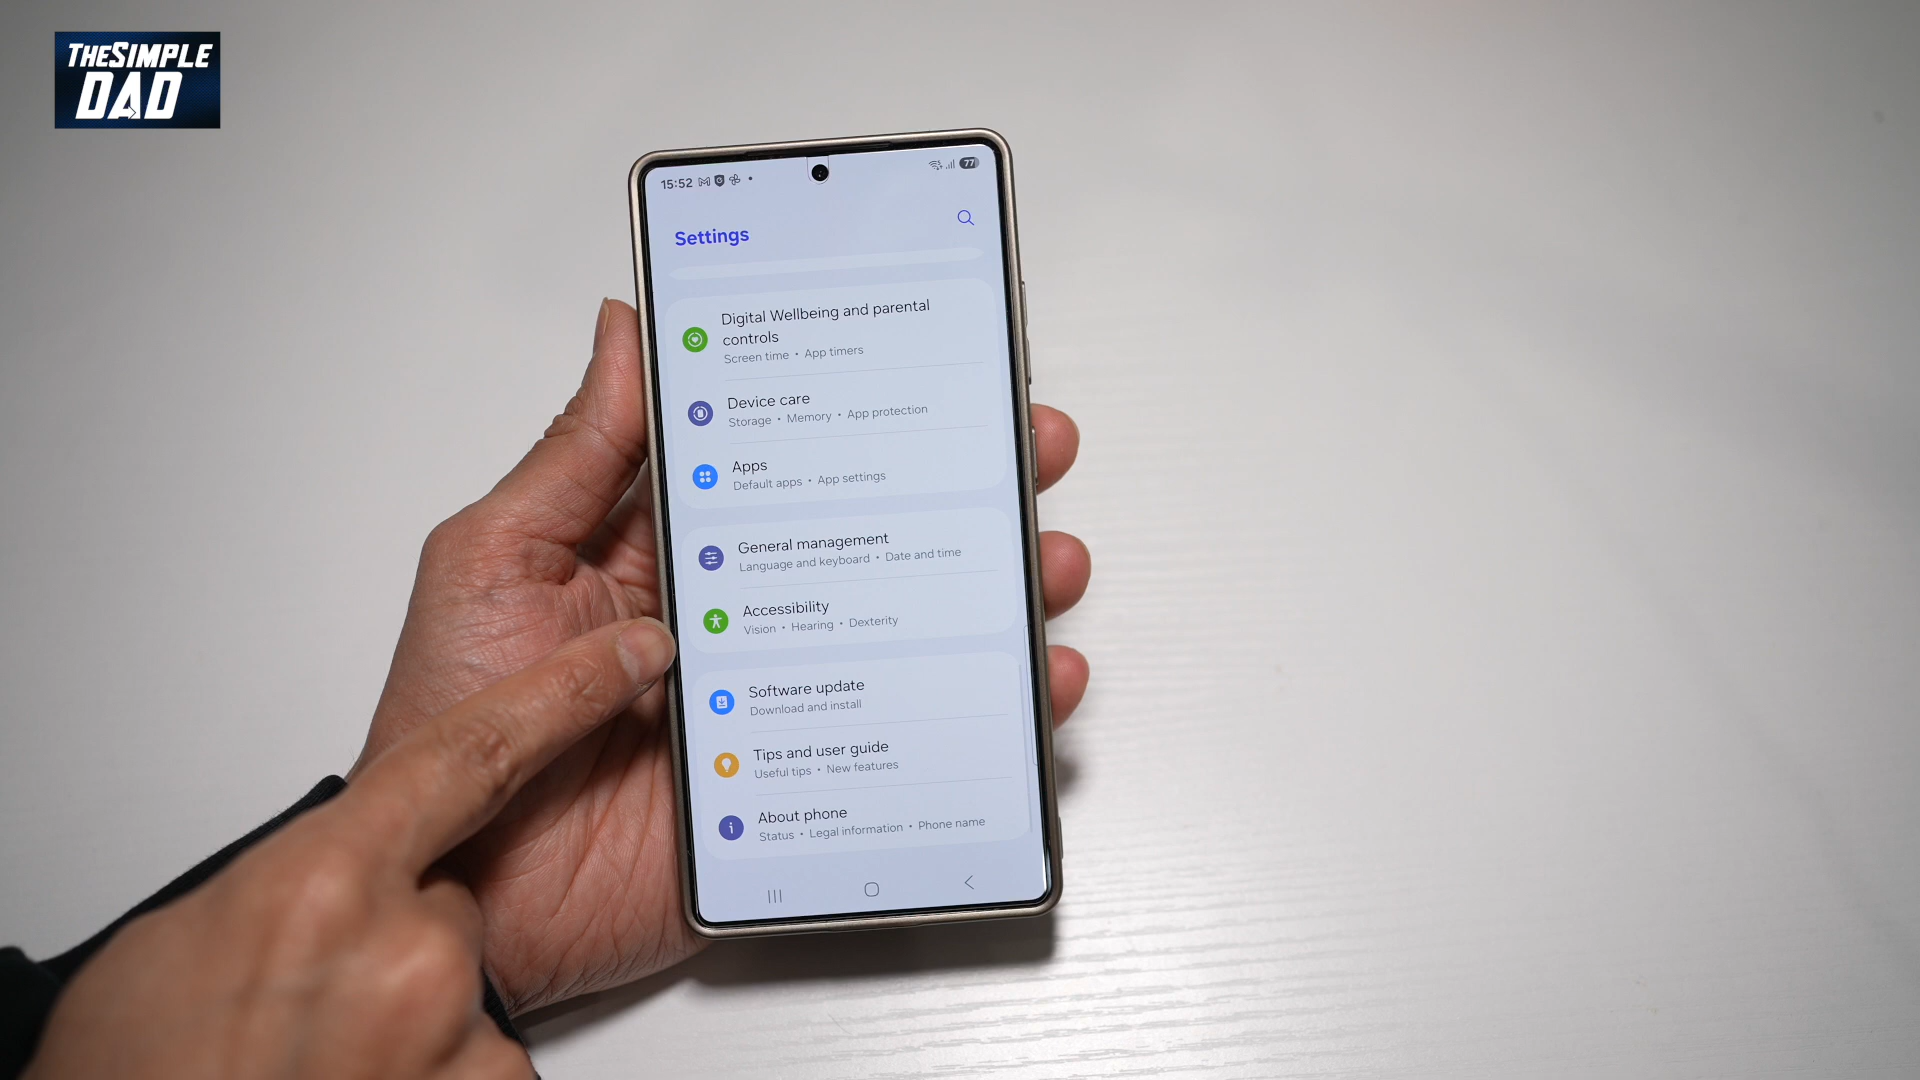 THESIMPLE
DAD
15:52
77
Settings
Digital Wellbeing and parental
controls
Screen time • App timers
Device care
Storage • Memory • App protection
Apps
Default apps • App settings
General management
Language and keyboard • Date and time
Accessibility
Vision • Hearing • Dexterity
Software update
Download and install
Tips and user guide
Useful tips • New features
About phone
Status • Legal information • Phone name